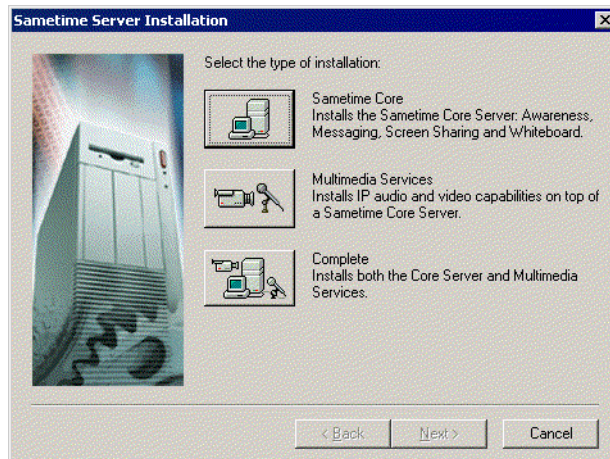 Sametime Server Installation
Select the type of installation:
Sametime Core
Installs the Sametime Core Server: Awareness,
Messaging, Screen Sharing and Whiteboard.
Multimedia Services
Installs IP audio and video capabilities on top of
a Sametime Core Server.
Complete
Installs both the Core Server and Multimedia
Services.
< Back Next > Cancel